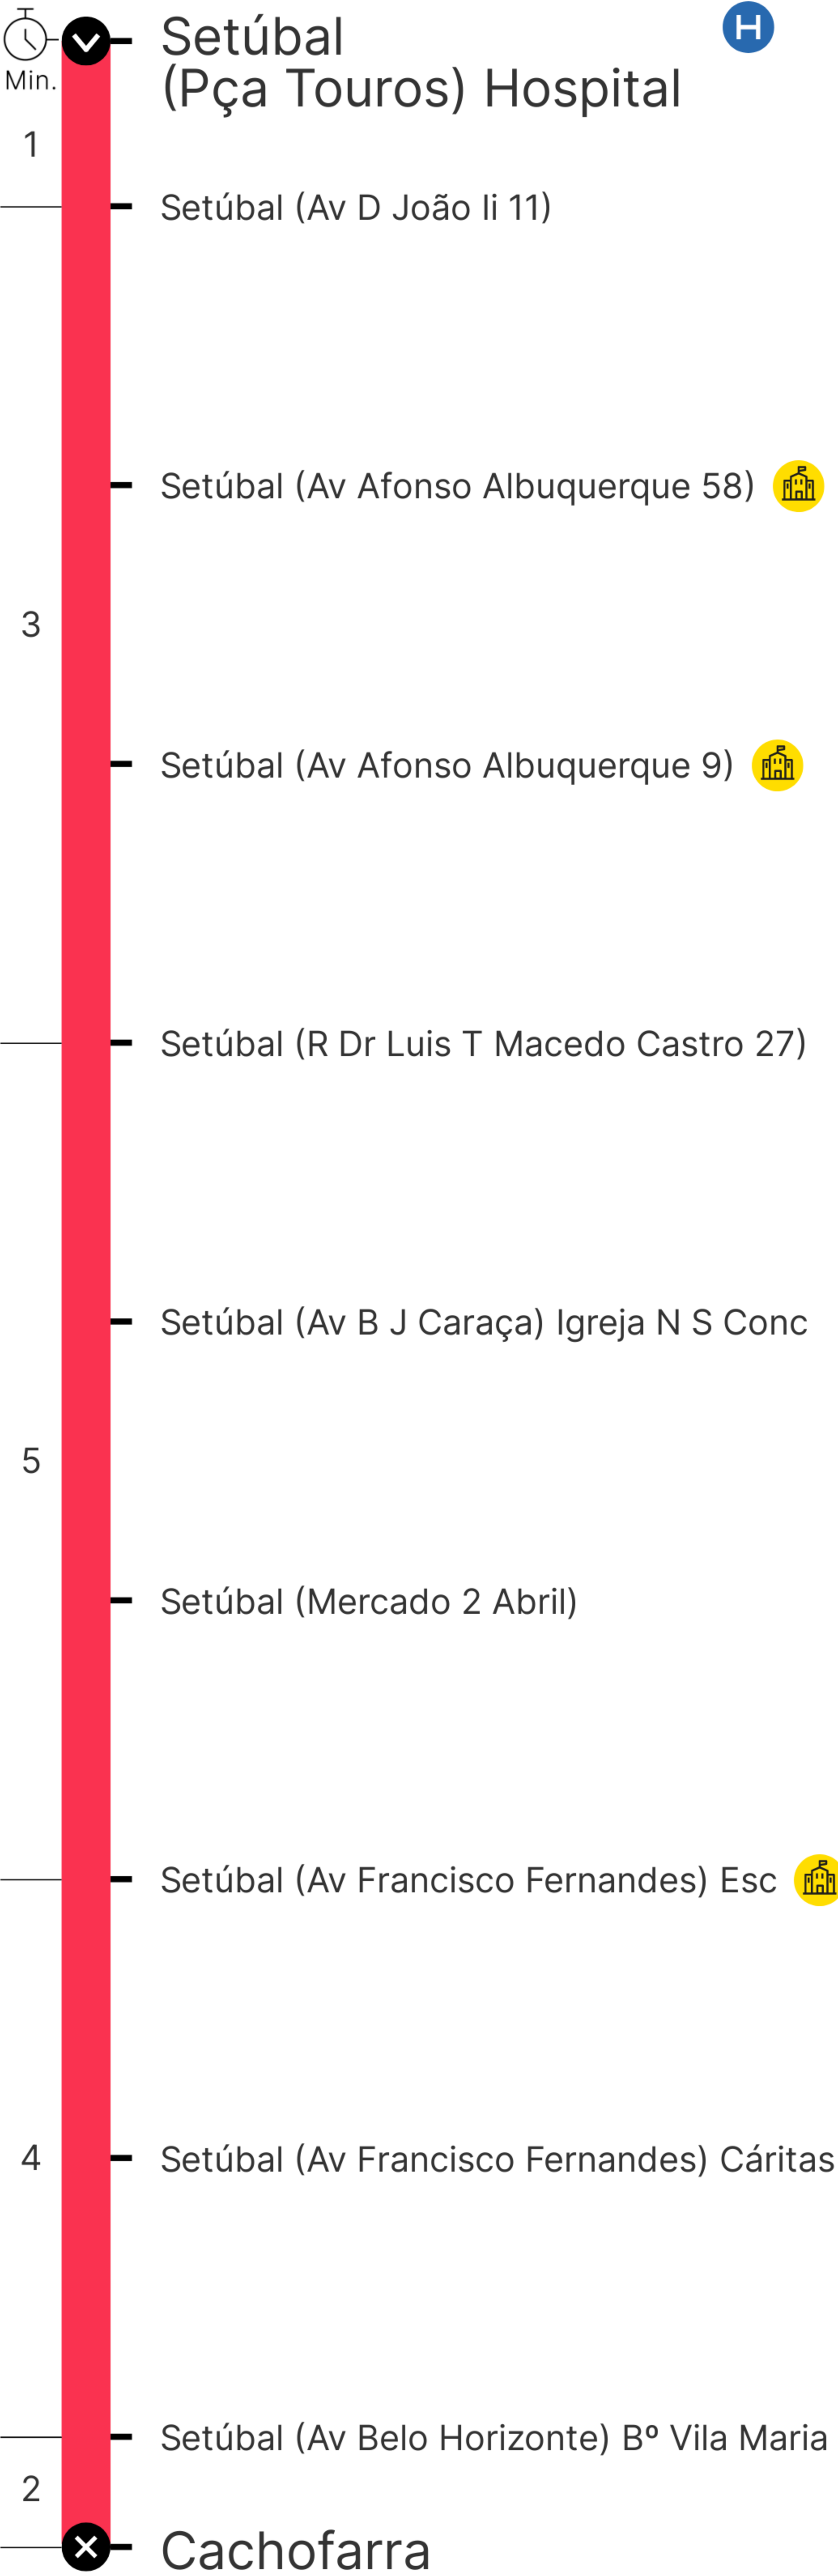 Setúbal
H
Min.
(Pça Touros) Hospital
1
Setúbal (Av D João Ii 11)
Setúbal (Av Afonso Albuquerque 58)
3
Setúbal (Av Afonso Albuquerque 9)
Setúbal (R Dr Luis T Macedo Castro 27)
Setúbal (Av B J Caraça) Igreja N S Conc
5
Setúbal (Mercado 2 Abril)
Setúbal (Av Francisco Fernandes) Esc
4
Setúbal (Av Francisco Fernandes) Cáritas
Setúbal (Av Belo Horizonte) Bº Vila Maria
2
Cachofarra